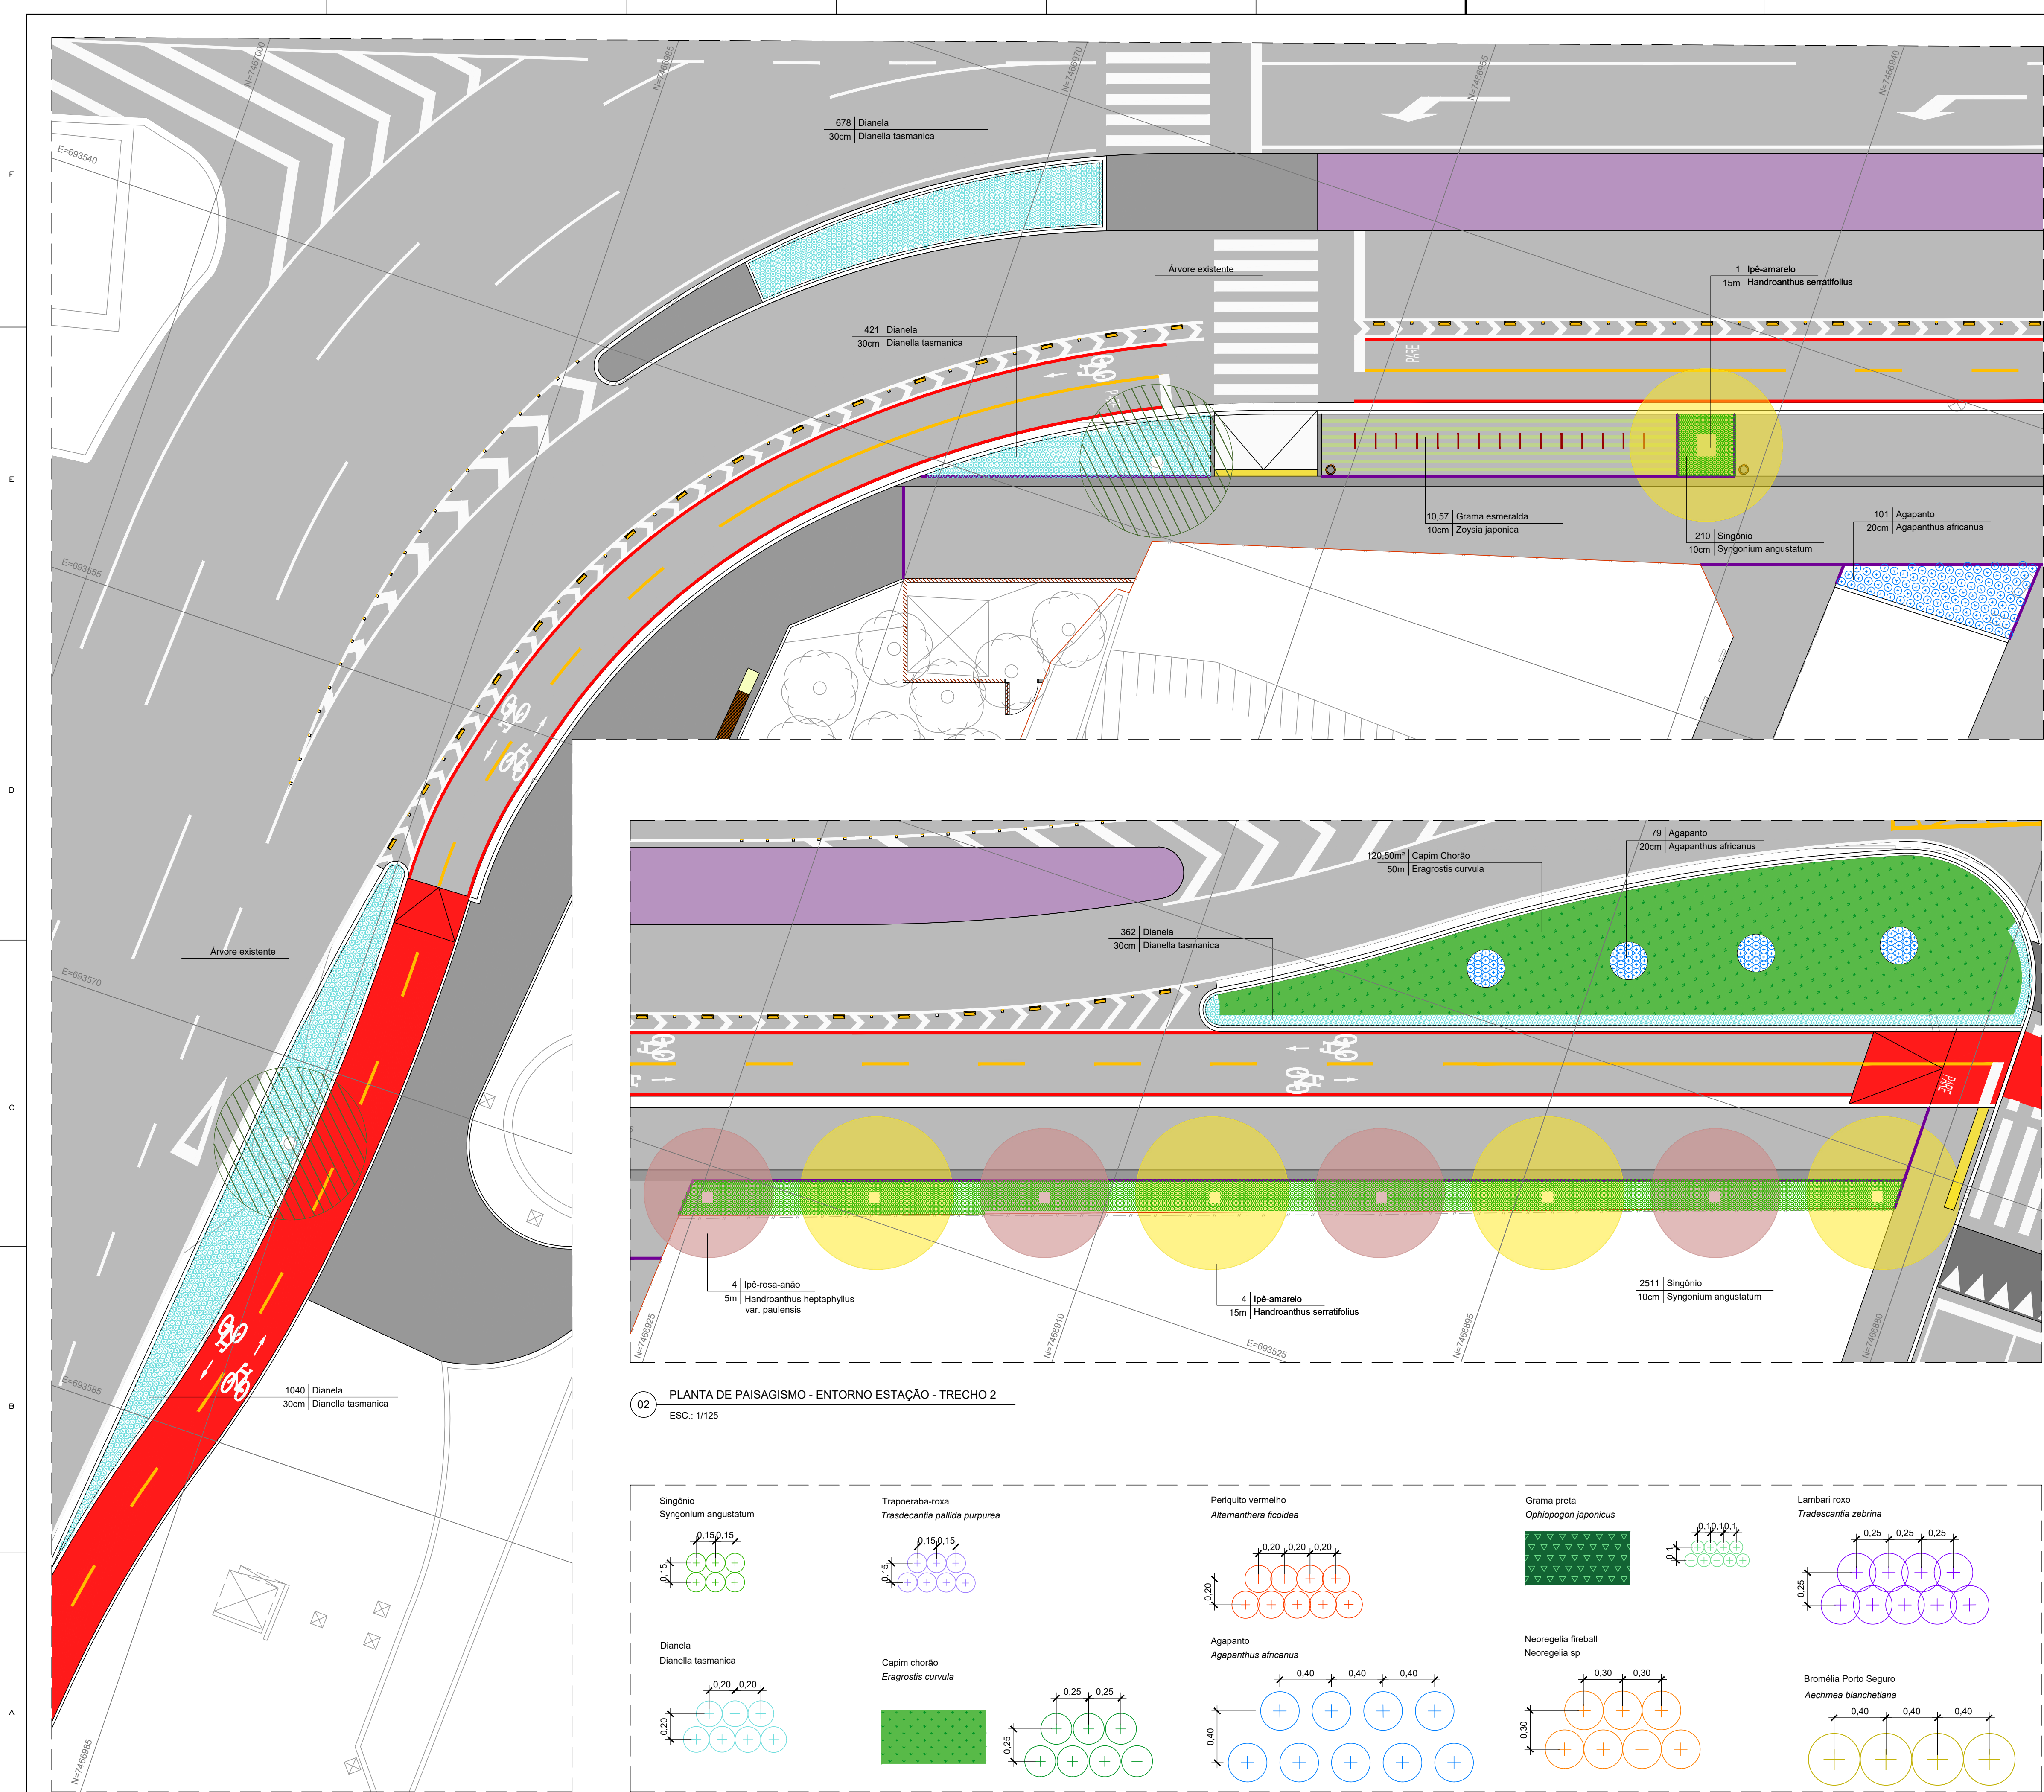 N=7467000
N=7466985
N=7466970
N=7466955
N=7466940
678 Dianela
30cm Dianella tasmanica
E=693540
F
Árvore existente
1 Ipê-amarelo
15m Handroanthus serratifolius
421 Dianela
30cm Dianella tasmanica
PARE
E
10,57 Grama esmeralda
10cm Zoysia japonica
101 Agapanto
20cm Agapanthus africanus
210 Singônio
10cm Syngonium angustatum
E=693555
D
79 Agapanto
20cm Agapanthus africanus
120,50m² Capim Chorão
50m Eragrostis curvula
362 Dianela
30cm Dianella tasmanica
Árvore existente
E=693570
C
PARE
4 Ipê-rosa-anão
5m Handroanthus heptaphyllus
var. paulensis
4 Ipê-amarelo
15m Handroanthus serratifolius
2511 Singônio
10cm Syngonium angustatum
N=7466925
N=7466910
E=693525
N=7466895
N=7466880
E=693585
1040 Dianela
30cm Dianella tasmanica
B
02 PLANTA DE PAISAGISMO - ENTORNO ESTAÇÃO - TRECHO 2
ESC.: 1/125
Singônio
Syngonium angustatum
0,15 0,15
0,15
Trapoeraba-roxa
Trasdecantia pallida purpurea
0,15 0,15
0,15
Periquito vermelho
Alternanthera ficoidea
0,20 0,20 0,20
0,20
Grama preta
Ophiopogon japonicus
0,10,10,1
0,1
Lambari roxo
Tradescantia zebrina
0,25 0,25 0,25
0,25
Dianela
Dianella tasmanica
0,20 0,20
0,20
Capim chorão
Eragrostis curvula
0,25 0,25
0,25
Agapanto
Agapanthus africanus
0,40 0,40 0,40
0,40
Neoregelia fireball
Neoregelia sp
0,30 0,30
0,30
Bromélia Porto Seguro
Aechmea blanchetiana
0,40 0,40 0,40
A
N=7466985